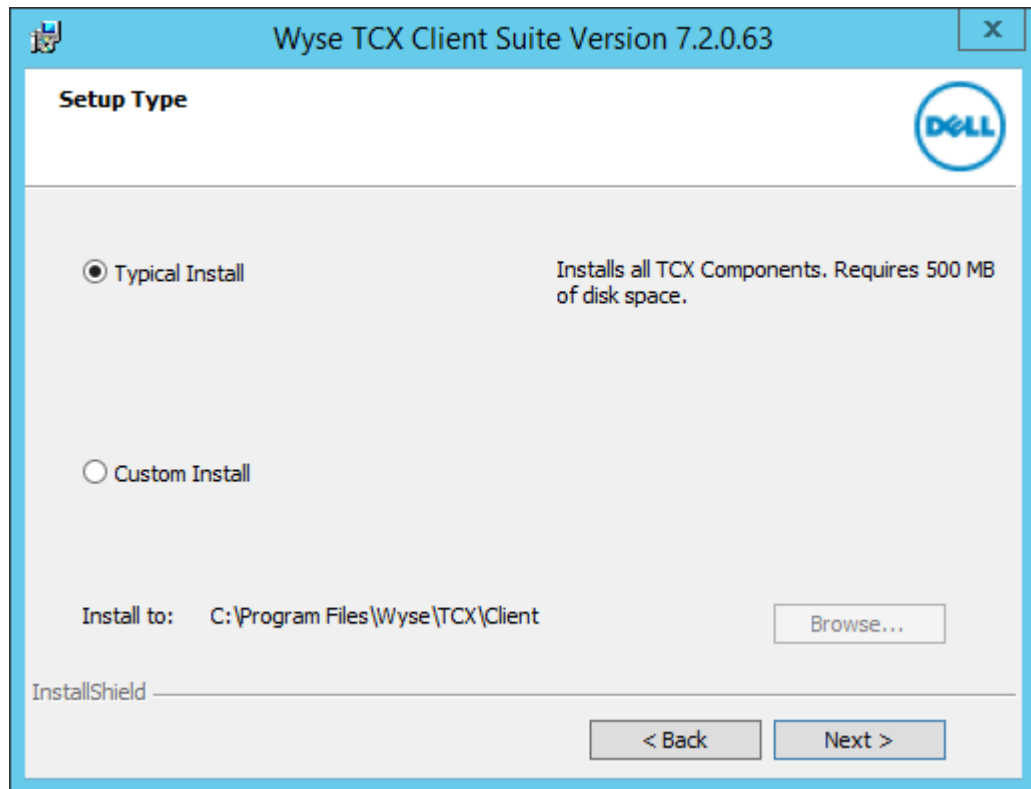 Wyse TCX Client Suite Version 7.2.0.63
x
Setup Type
DELL
Typical Install
Installs all TCX Components. Requires 500 MB
of disk space.
Custom Install
Install to: C:\Program Files\Wyse\TCX\Client
Browse...
InstallShield
< Back
Next >